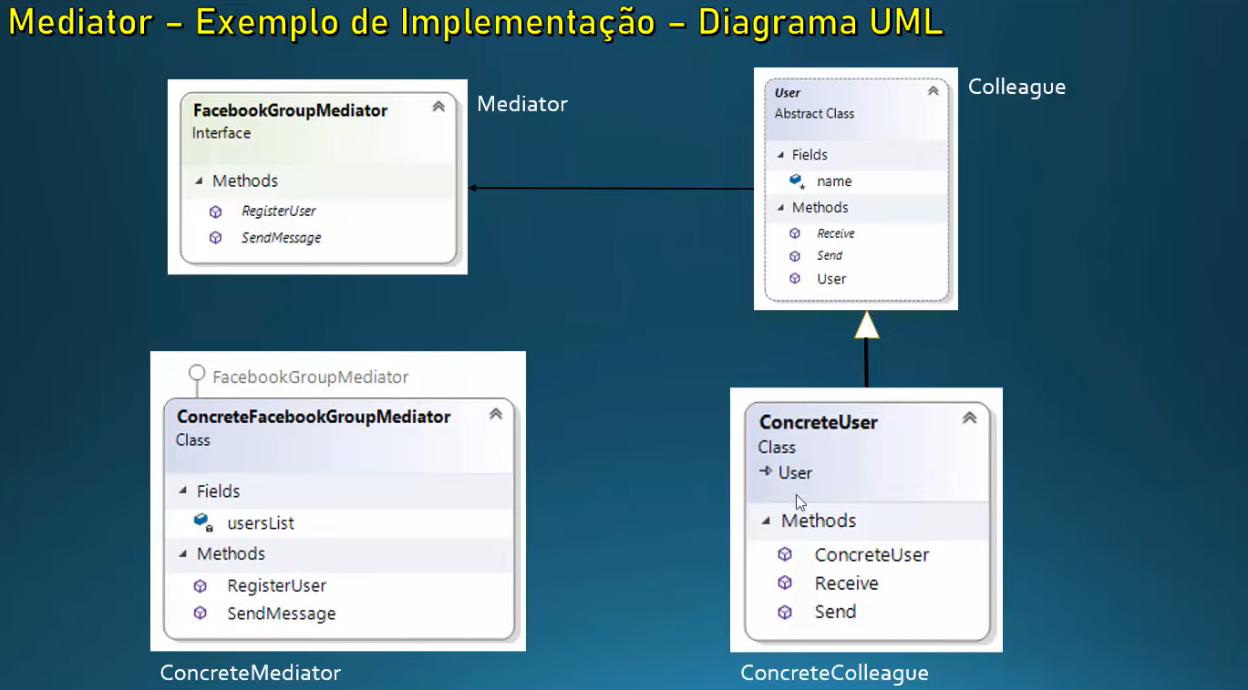 Mediator – Exemplo de Implementação – Diagrama UML
FacebookGroupMediator
Interface
Methods
RegisterUser
SendMessage
Mediator
User
Abstract Class
Fields
name
Methods
Receive
Send
User
Colleague
FacebookGroupMediator
ConcreteFacebookGroupMediator
Class
Fields
usersList
Methods
RegisterUser
SendMessage
ConcreteMediator
ConcreteUser
Class
User
Methods
ConcreteUser
Receive
Send
ConcreteColleague